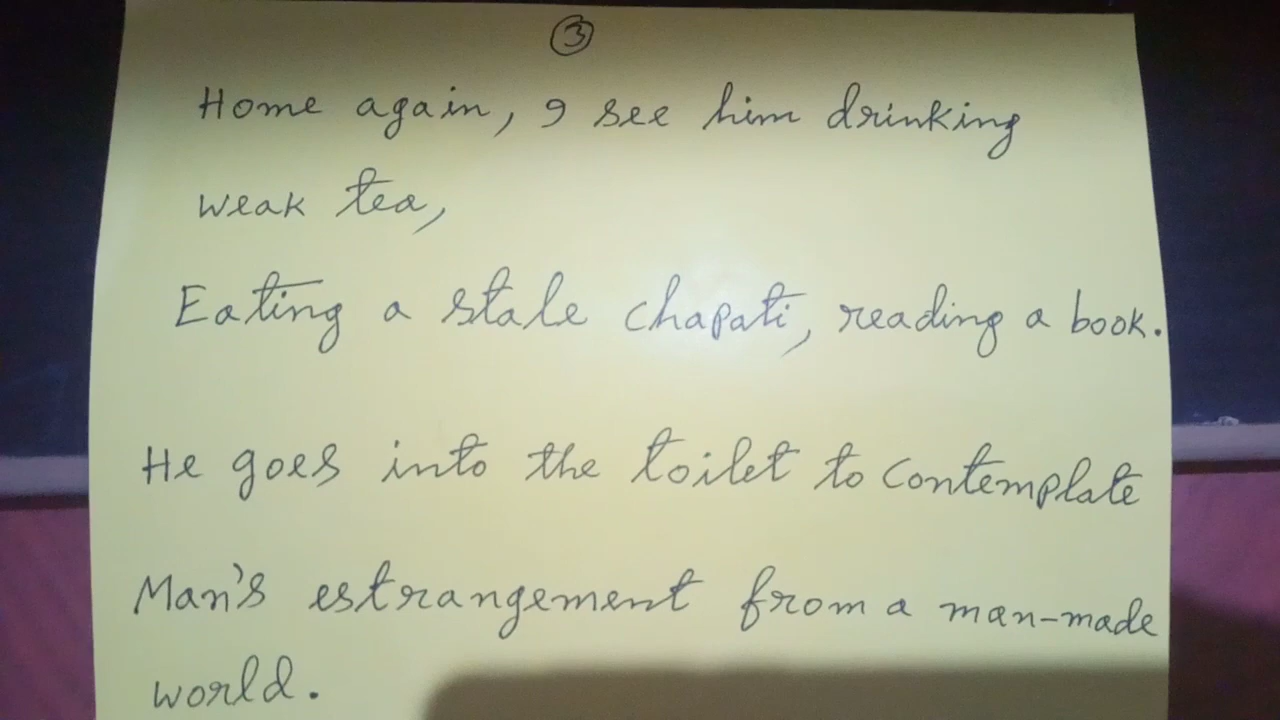 3
Home again, I see him drinking
weak tea,
Eating a stale chapati, reading a book.
He goes into the toilet to contemplate
Man's estrangement from a man-made
world.